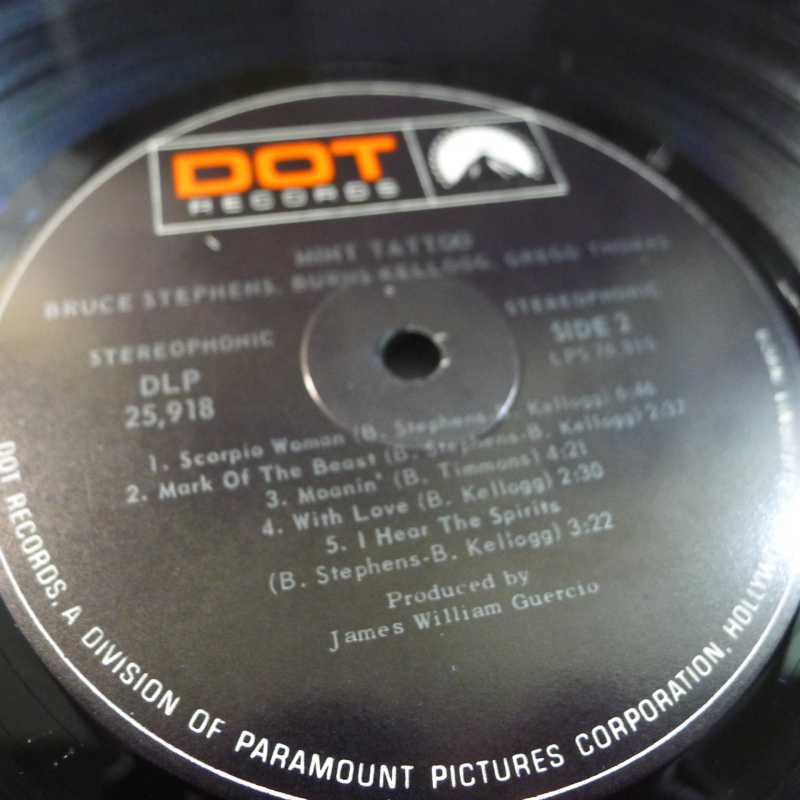 DOT
RECORDS
MINT TATTOO
BRUCE STEPHENS, BURNS KELLOGG, GREGG THOMAS
STEREOPHONIC
STEREOPHONIC
DLP
25,918
SIDE 2
1. Scorpio Woman (B. Stephens-B. Kellogg) 6:46
2. Mark Of The Beast (B. Stephens-B. Kellogg) 2:37
3. Moanin' (B. Timmons) 4:21
4. With Love (B. Kellogg) 2:30
5. I Hear The Spirits
(B. Stephens-B. Kellogg) 3:22
Produced by
James William Guercio
DOT RECORDS, A DIVISION OF PARAMOUNT PICTURES CORPORATION,